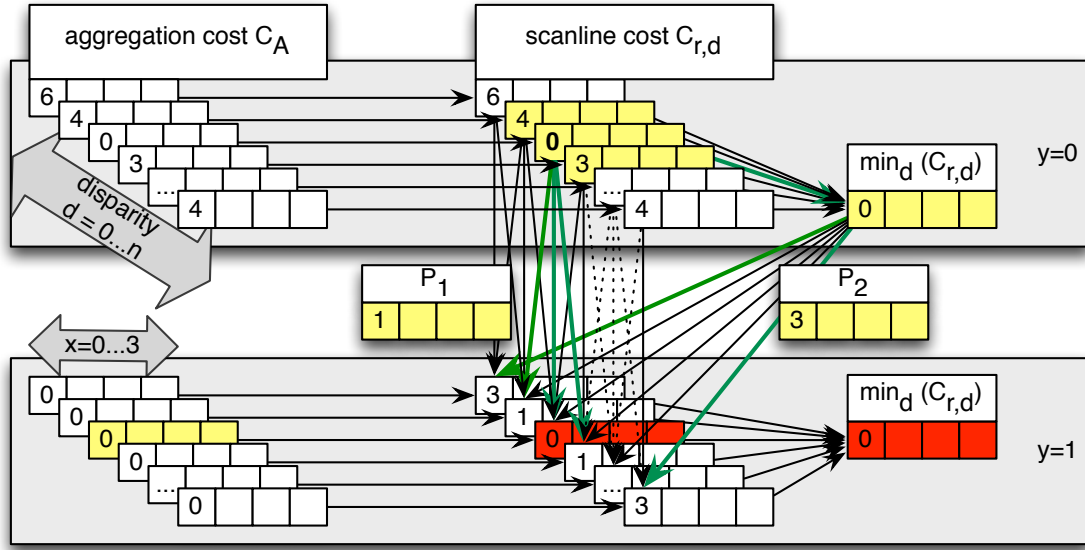 aggregation cost C_A
scanline cost C_r,d
6
4
0
3
...
4
6
4
0
3
...
4
min_d (C_r,d)
0
y=0
disparity
d = 0...n
P_1
1
P_2
3
x=0...3
0
0
0
0
...
0
3
1
0
1
...
3
min_d (C_r,d)
0
y=1